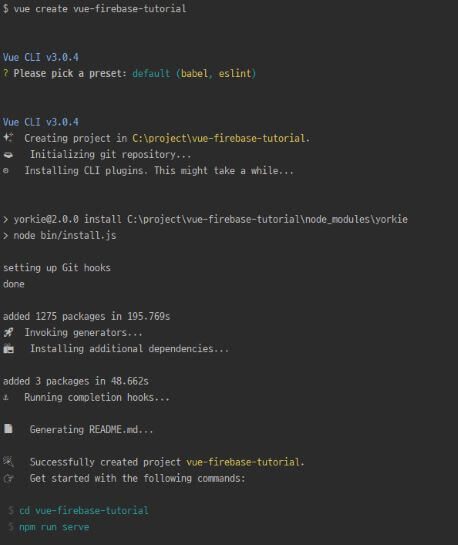 $ vue create vue-firebase-tutorial
Vue CLI v3.0.4
? Please pick a preset: default (babel, eslint)
Vue CLI v3.0.4
✨ Creating project in C:\project\vue-firebase-tutorial.
🗃 Initializing git repository...
⚙ Installing CLI plugins. This might take a while...
> yorkie@2.0.0 install C:\project\vue-firebase-tutorial\node_modules\yorkie
> node bin/install.js
setting up Git hooks
done
added 1275 packages in 195.769s
🚀 Invoking generators...
📦 Installing additional dependencies...
added 3 packages in 48.662s
⚓ Running completion hooks...
📄 Generating README.md...
🎉 Successfully created project vue-firebase-tutorial.
👉 Get started with the following commands:
$ cd vue-firebase-tutorial
$ npm run serve